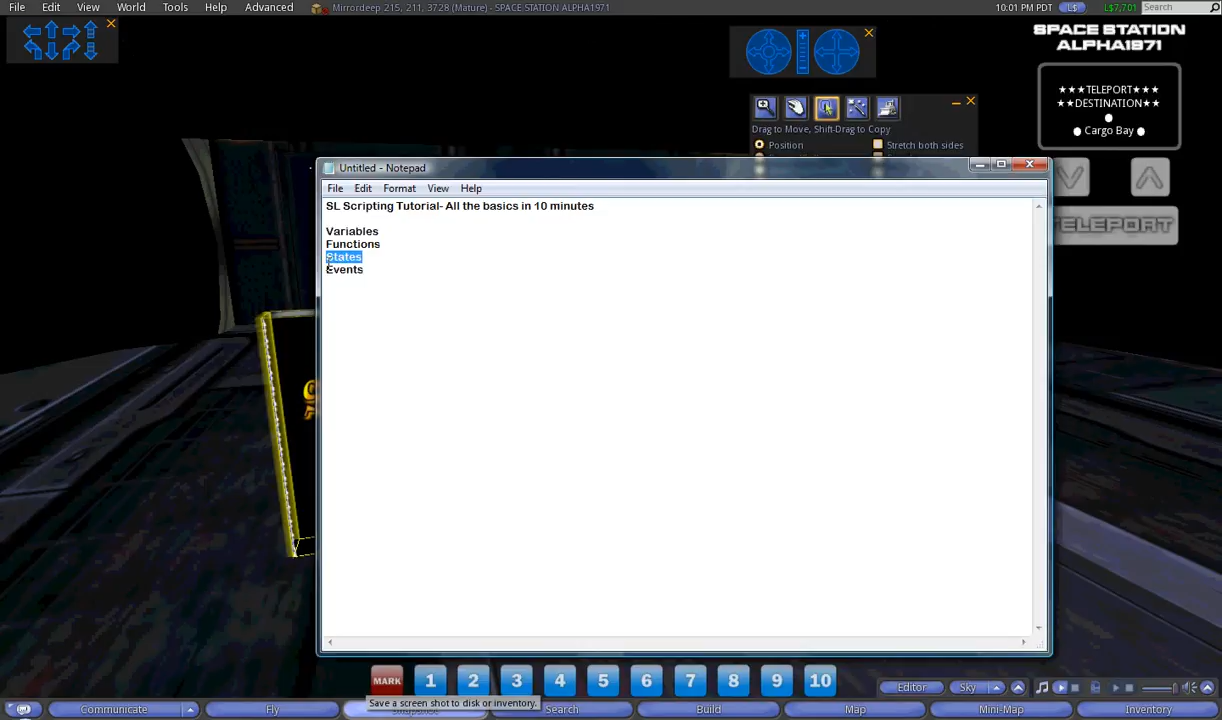 File Edit View World Tools Help Advanced Mirrordeep 215, 211, 3728 (Mature) - SPACE STATION ALPHA1971 10:01 PM PDT L$ L$7,701 Search
SPACE STATION
ALPHA1971
★★★TELEPORT★★★
★★DESTINATION★★
● Cargo Bay ●
TELEPORT
Drag to Move, Shift-Drag to Copy
Position Stretch both sides
Untitled - Notepad
File Edit Format View Help
SL Scripting Tutorial- All the basics in 10 minutes
Variables
Functions
States
Events
MARK 1 2 3 4 5 6 7 8 9 10
Editor Sky
Save a screen shot to disk or inventory.
Communicate Fly Search Build Map Mini-Map Inventory